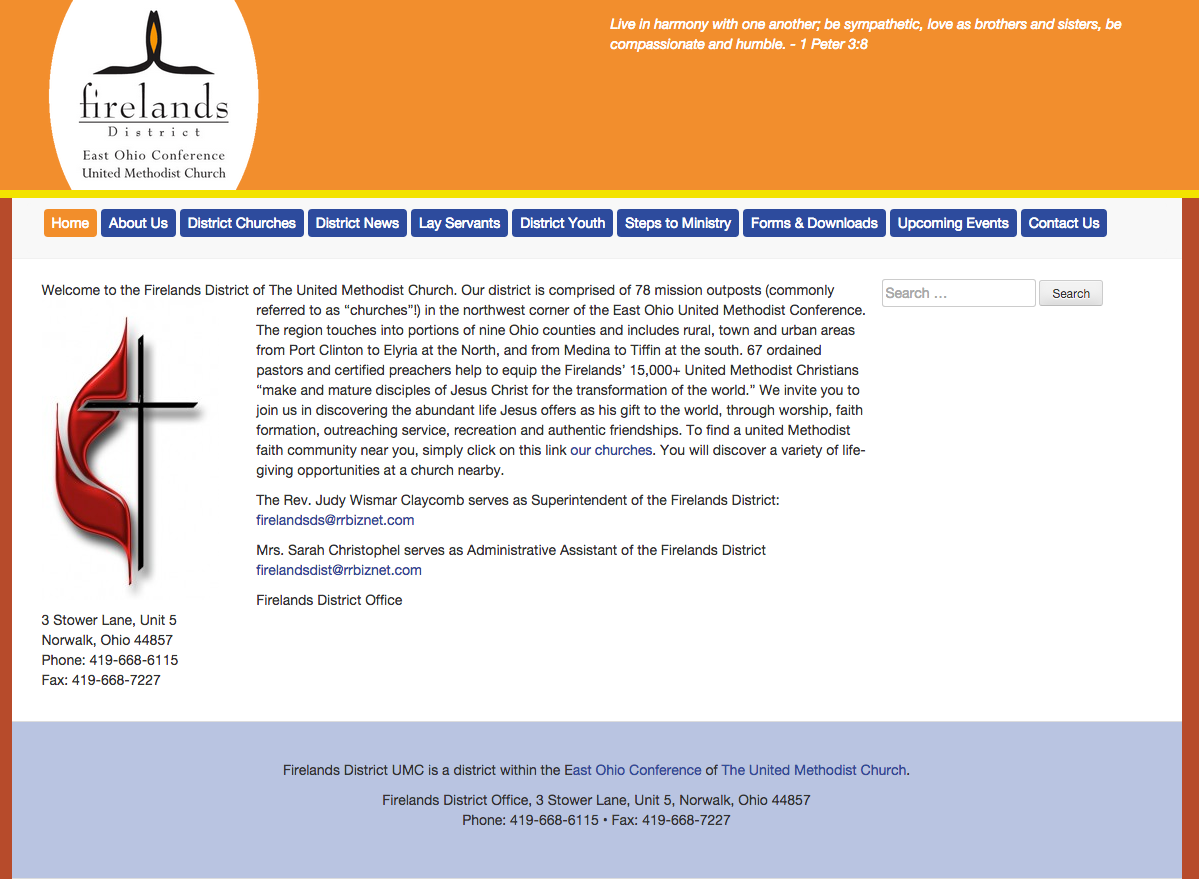 Live in harmony with one another; be sympathetic, love as brothers and sisters, be
compassionate and humble. - 1 Peter 3:8
firelands
District
East Ohio Conference
United Methodist Church
Home About Us District Churches District News Lay Servants District Youth Steps to Ministry Forms & Downloads Upcoming Events Contact Us
Search … Search
Welcome to the Firelands District of The United Methodist Church. Our district is comprised of 78 mission outposts (commonly
referred to as “churches”!) in the northwest corner of the East Ohio United Methodist Conference.
The region touches into portions of nine Ohio counties and includes rural, town and urban areas
from Port Clinton to Elyria at the North, and from Medina to Tiffin at the south. 67 ordained
pastors and certified preachers help to equip the Firelands’ 15,000+ United Methodist Christians
“make and mature disciples of Jesus Christ for the transformation of the world.” We invite you to
join us in discovering the abundant life Jesus offers as his gift to the world, through worship, faith
formation, outreaching service, recreation and authentic friendships. To find a united Methodist
faith community near you, simply click on this link our churches. You will discover a variety of life-
giving opportunities at a church nearby.
The Rev. Judy Wismar Claycomb serves as Superintendent of the Firelands District:
firelandsds@rrbiznet.com
Mrs. Sarah Christophel serves as Administrative Assistant of the Firelands District
firelandsdist@rrbiznet.com
Firelands District Office
3 Stower Lane, Unit 5
Norwalk, Ohio 44857
Phone: 419-668-6115
Fax: 419-668-7227
Firelands District UMC is a district within the East Ohio Conference of The United Methodist Church.
Firelands District Office, 3 Stower Lane, Unit 5, Norwalk, Ohio 44857
Phone: 419-668-6115 • Fax: 419-668-7227